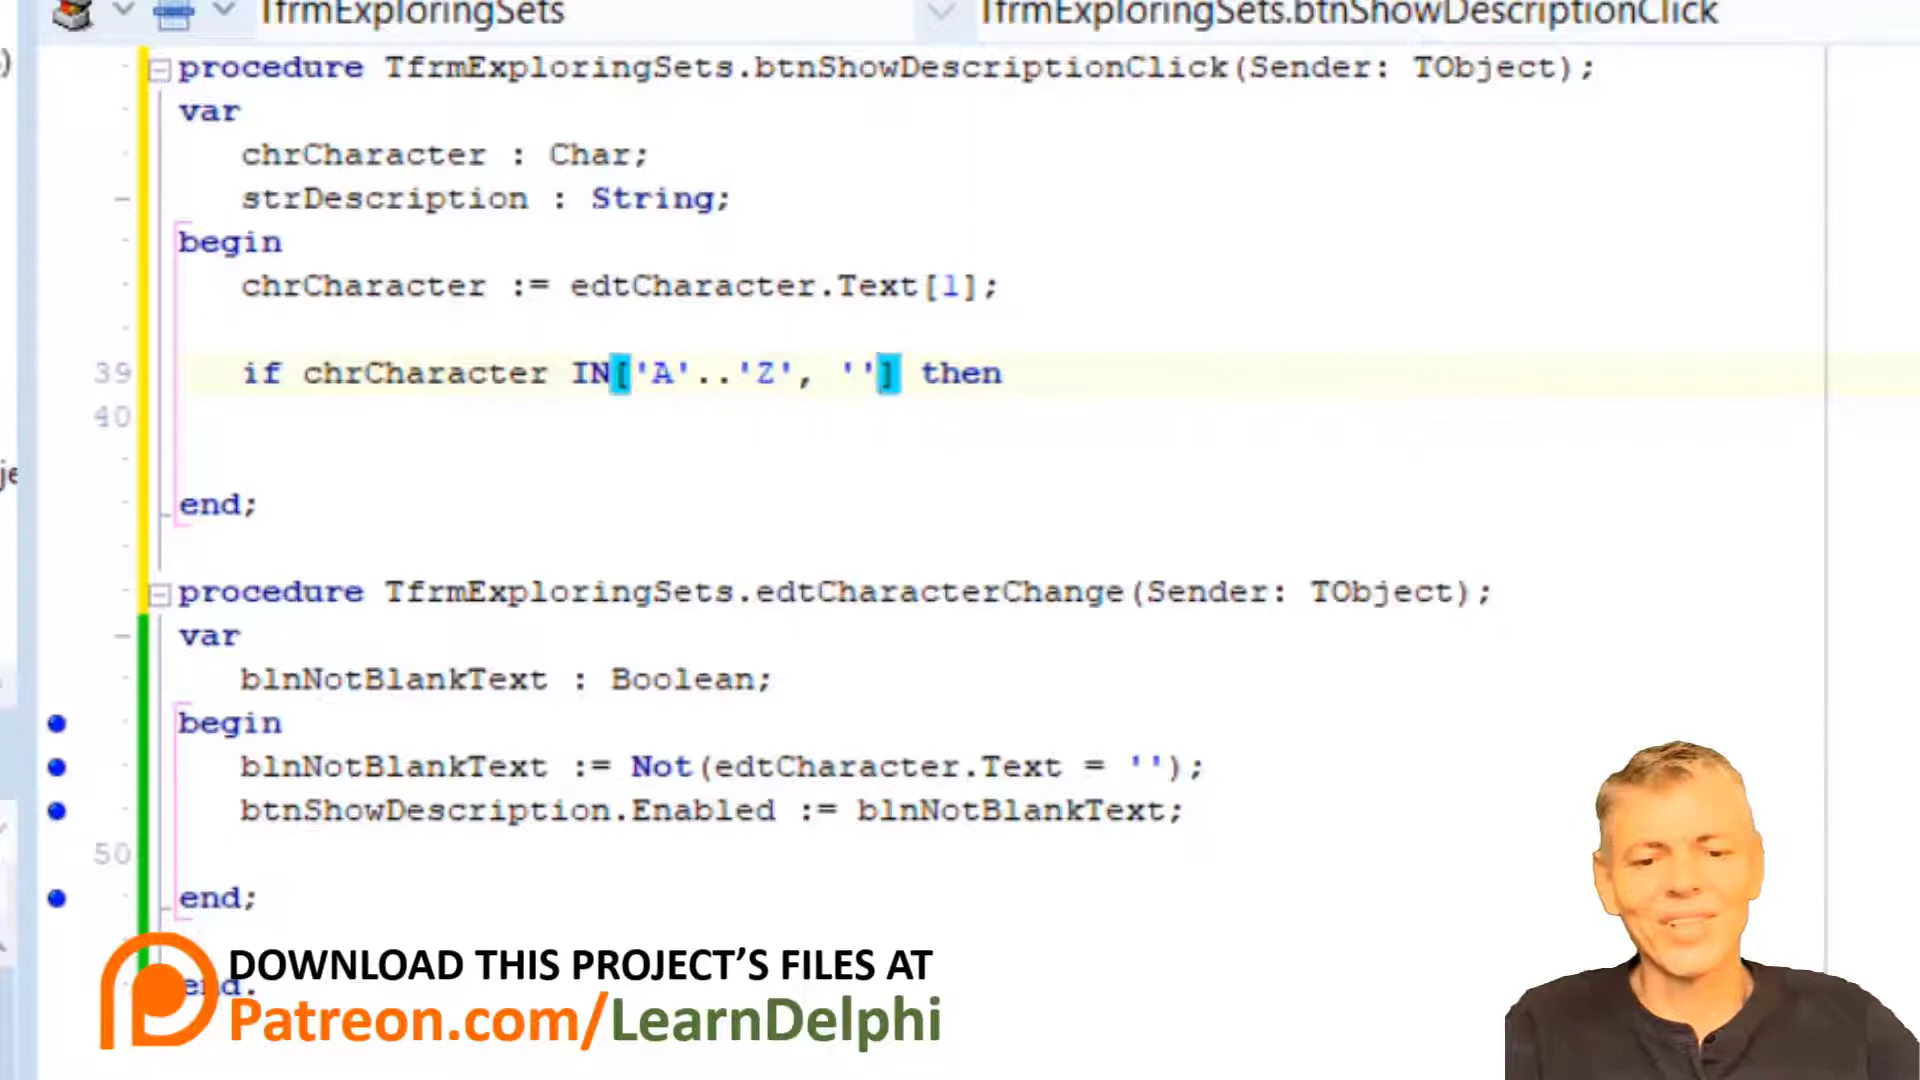 TfrmExploringSets TfrmExploringSets.btnShowDescriptionClick
procedure TfrmExploringSets.btnShowDescriptionClick(Sender: TObject);
var
chrCharacter : Char;
strDescription : String;
begin
chrCharacter := edtCharacter.Text[1];
39 if chrCharacter IN['A'..'Z', ''] then
40
end;
procedure TfrmExploringSets.edtCharacterChange(Sender: TObject);
var
blnNotBlankText : Boolean;
begin
blnNotBlankText := Not(edtCharacter.Text = '');
btnShowDescription.Enabled := blnNotBlankText;
50
end;
DOWNLOAD THIS PROJECT’S FILES AT
end.
Patreon.com/LearnDelphi